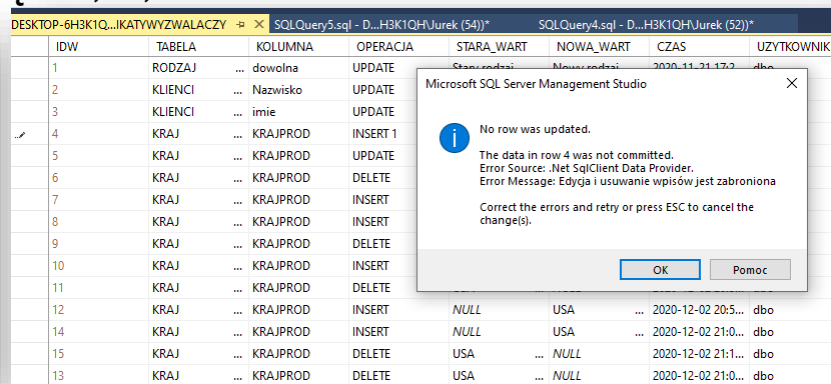 DESKTOP-6H3K1Q...IKATYWYZWALACZY SQLQuery5.sql - D...H3K1QH\Jurek (54))* SQLQuery4.sql - D...H3K1QH\Jurek (52))*
IDW TABELA KOLUMNA OPERACJA STARA_WART NOWA_WART CZAS UZYTKOWNIK
1 RODZAJ ... dowolna UPDATE Stary rodzaj Nowy rodzaj 2020-11-21 17:2... dbo
2 KLIENCI ... Nazwisko UPDATE
3 KLIENCI ... imie UPDATE
4 KRAJ ... KRAJPROD INSERT 1
5 KRAJ ... KRAJPROD UPDATE
6 KRAJ ... KRAJPROD DELETE
7 KRAJ ... KRAJPROD INSERT
8 KRAJ ... KRAJPROD INSERT
9 KRAJ ... KRAJPROD DELETE
10 KRAJ ... KRAJPROD INSERT
11 KRAJ ... KRAJPROD DELETE
12 KRAJ ... KRAJPROD INSERT NULL USA ... 2020-12-02 20:5... dbo
14 KRAJ ... KRAJPROD INSERT NULL USA ... 2020-12-02 21:0... dbo
15 KRAJ ... KRAJPROD DELETE USA ... NULL 2020-12-02 21:1... dbo
13 KRAJ ... KRAJPROD DELETE USA ... NULL 2020-12-02 21:0... dbo
Microsoft SQL Server Management Studio
No row was updated.
The data in row 4 was not committed.
Error Source: .Net SqlClient Data Provider.
Error Message: Edycja i usuwanie wpisów jest zabroniona
Correct the errors and retry or press ESC to cancel the
change(s).
OK Pomoc